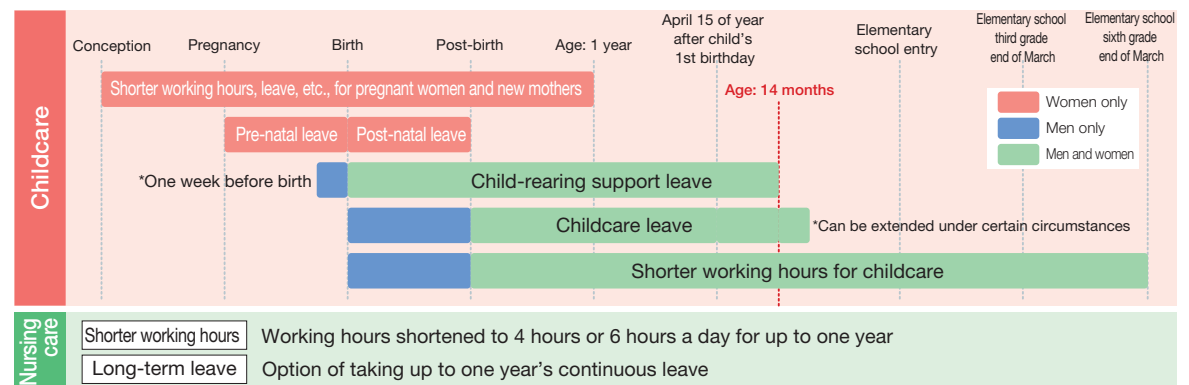 Childcare
Conception
Pregnancy
Birth
Post-birth
Age: 1 year
April 15 of year
after child's
1st birthday
Elementary
school entry
Elementary school
third grade
end of March
Elementary school
sixth grade
end of March
Age: 14 months
Shorter working hours, leave, etc., for pregnant women and new mothers
Women only
Men only
Men and women
Pre-natal leave
Post-natal leave
*One week before birth
Child-rearing support leave
Childcare leave
*Can be extended under certain circumstances
Shorter working hours for childcare
Nursing
care
Shorter working hours
Working hours shortened to 4 hours or 6 hours a day for up to one year
Long-term leave
Option of taking up to one year's continuous leave